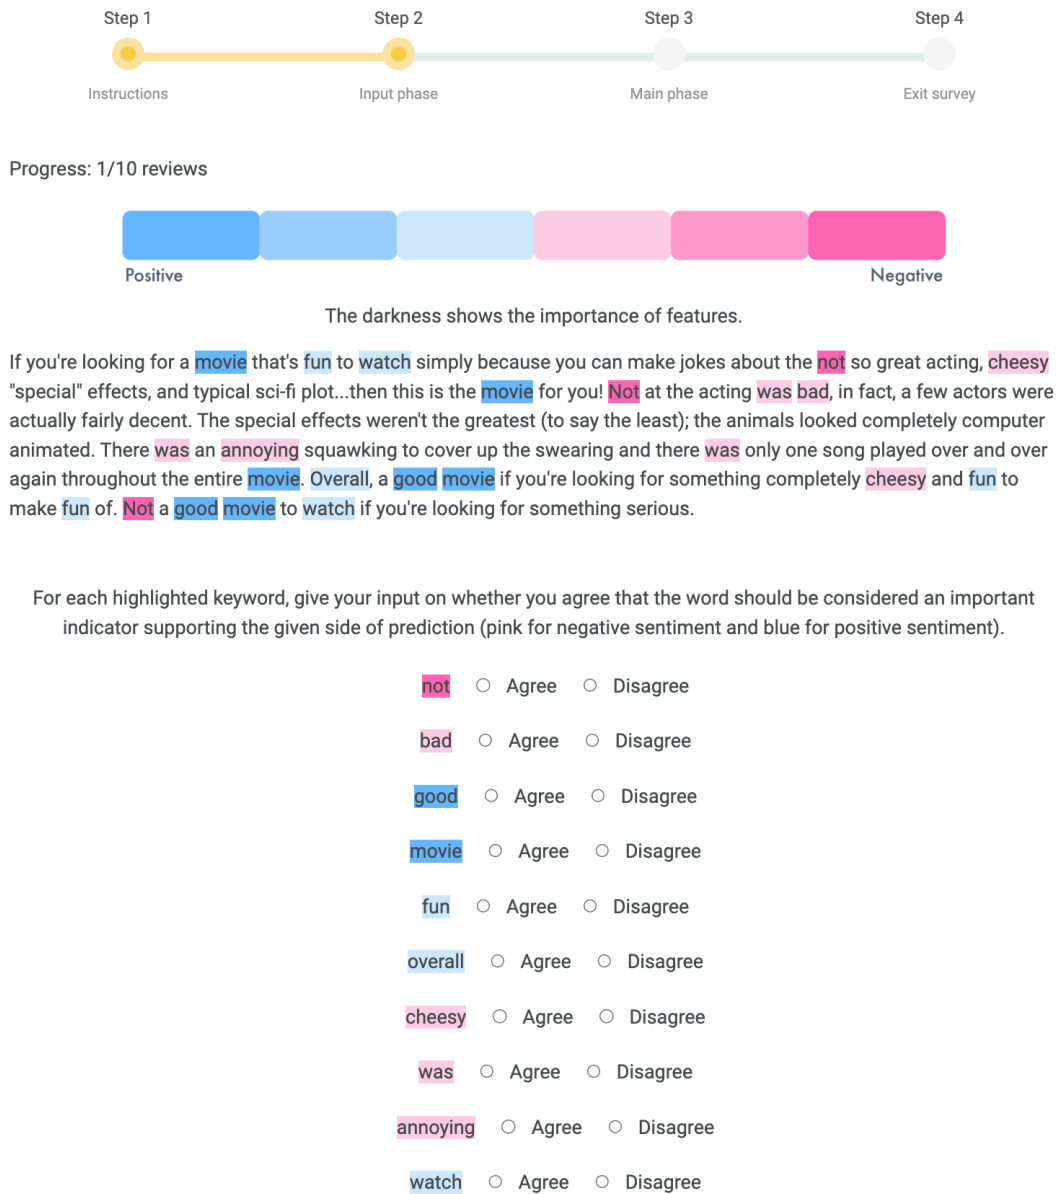 Step 1
Step 2
Step 3
Step 4
Instructions
Input phase
Main phase
Exit survey
Progress: 1/10 reviews
Positive
Negative
The darkness shows the importance of features.
If you're looking for a movie that's fun to watch simply because you can make jokes about the not so great acting, cheesy
"special" effects, and typical sci-fi plot...then this is the movie for you! Not at the acting was bad, in fact, a few actors were
actually fairly decent. The special effects weren't the greatest (to say the least); the animals looked completely computer
animated. There was an annoying squawking to cover up the swearing and there was only one song played over and over
again throughout the entire movie. Overall, a good movie if you're looking for something completely cheesy and fun to
make fun of. Not a good movie to watch if you're looking for something serious.
For each highlighted keyword, give your input on whether you agree that the word should be considered an important
indicator supporting the given side of prediction (pink for negative sentiment and blue for positive sentiment).
not Agree Disagree
bad Agree Disagree
good Agree Disagree
movie Agree Disagree
fun Agree Disagree
overall Agree Disagree
cheesy Agree Disagree
was Agree Disagree
annoying Agree Disagree
watch Agree Disagree